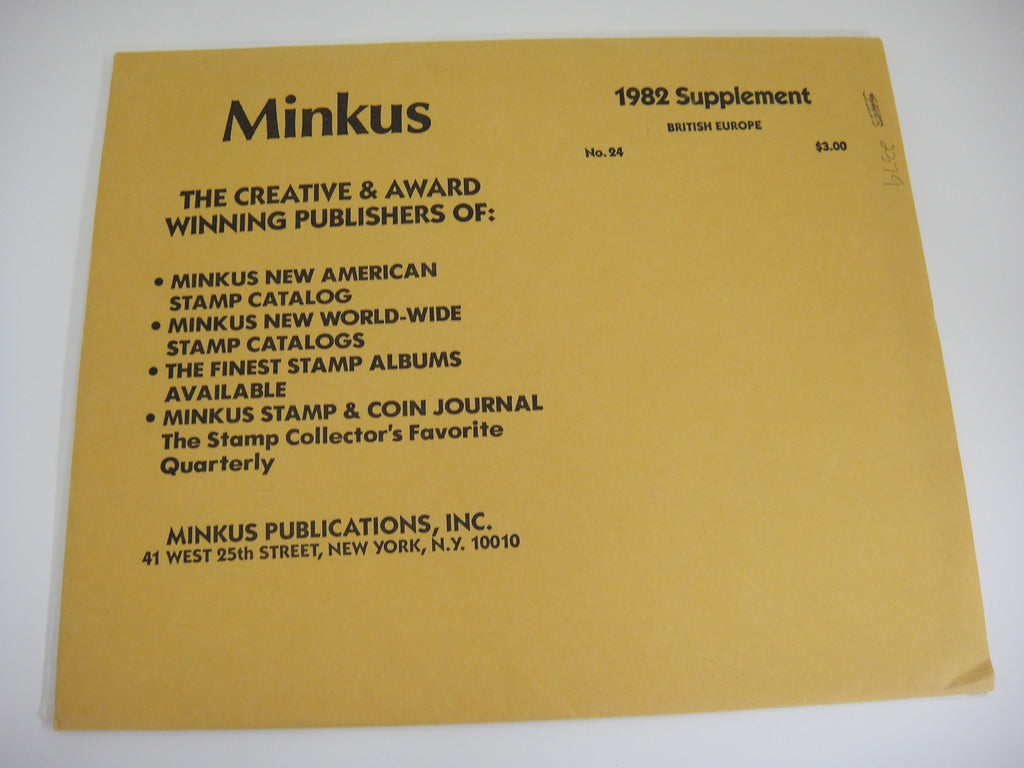 Minkus
1982 Supplement
BRITISH EUROPE
No. 24
$3.00
THE CREATIVE & AWARD
WINNING PUBLISHERS OF:
• MINKUS NEW AMERICAN
STAMP CATALOG
• MINKUS NEW WORLD-WIDE
STAMP CATALOGS
• THE FINEST STAMP ALBUMS
AVAILABLE
• MINKUS STAMP & COIN JOURNAL
The Stamp Collector's Favorite
Quarterly
MINKUS PUBLICATIONS, INC.
41 WEST 25th STREET, NEW YORK, N.Y. 10010